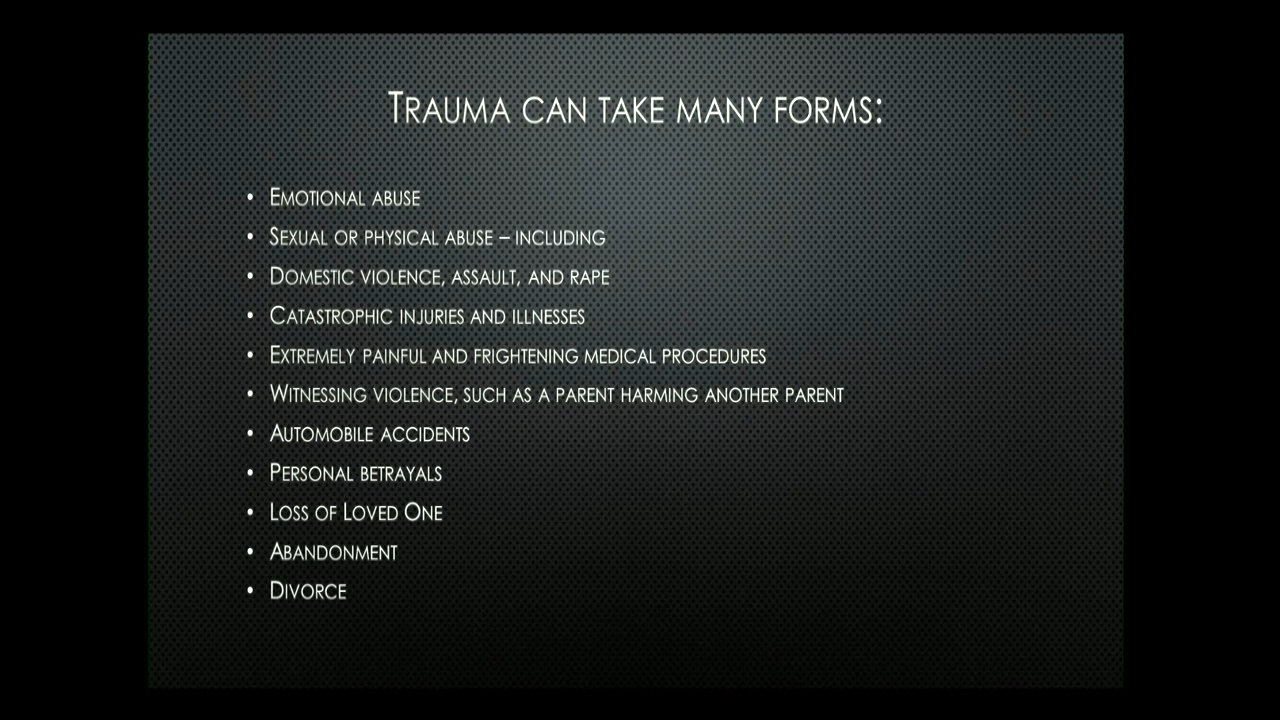 Trauma can take many forms:
• Emotional abuse
• Sexual or physical abuse – including
• Domestic violence, assault, and rape
• Catastrophic injuries and illnesses
• Extremely painful and frightening medical procedures
• Witnessing violence, such as a parent harming another parent
• Automobile accidents
• Personal betrayals
• Loss of Loved One
• Abandonment
• Divorce